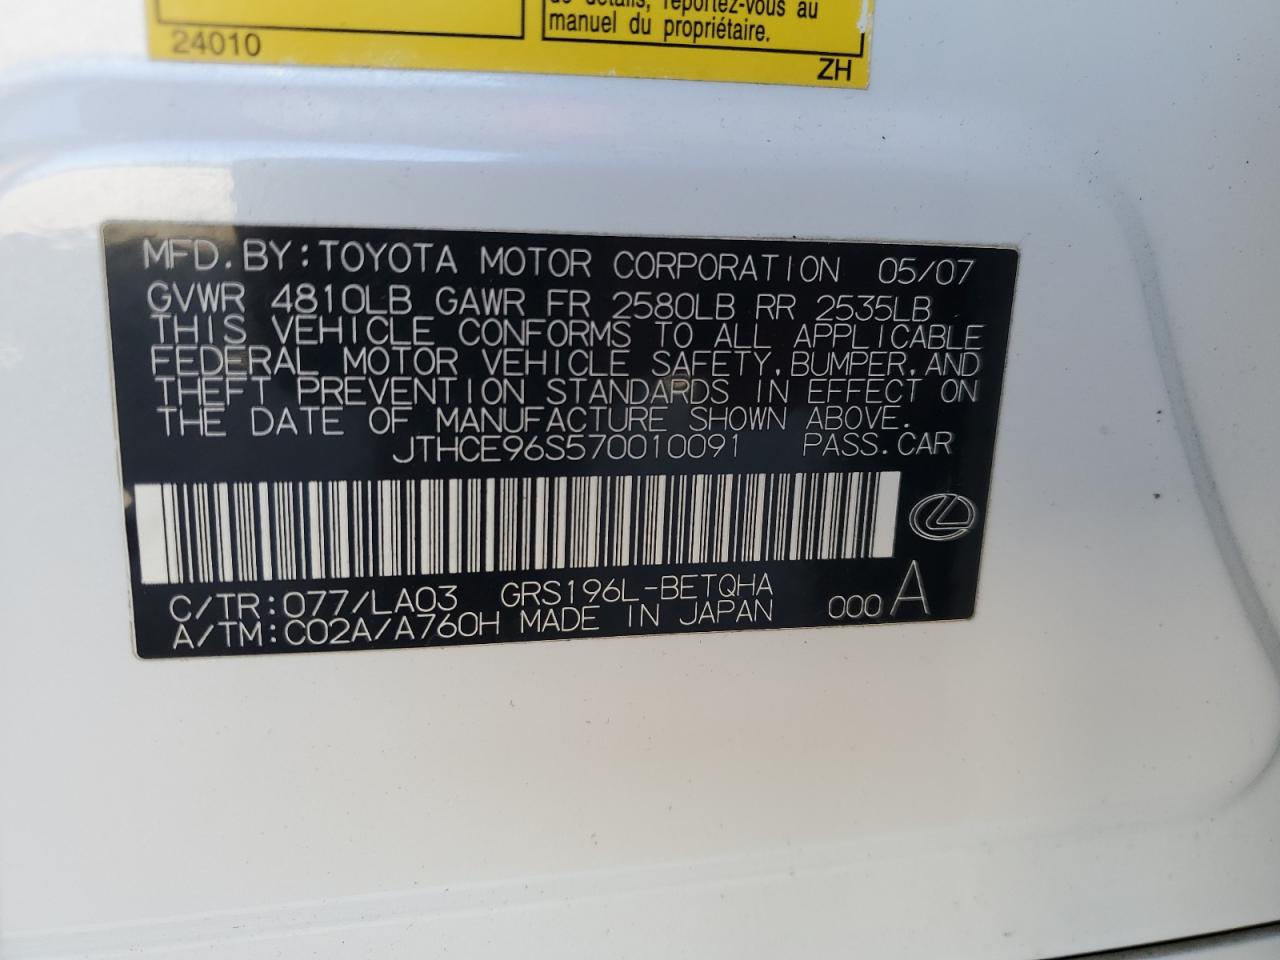 24010
de détails, reportez-vous au
manuel du propriétaire.
ZH
MFD. BY: TOYOTA MOTOR CORPORATION 05/07
GVWR 4810LB GAWR FR 2580LB RR 2535LB
THIS VEHICLE CONFORMS TO ALL APPLICABLE
FEDERAL MOTOR VEHICLE SAFETY, BUMPER, AND
THEFT PREVENTION STANDARDS IN EFFECT ON
THE DATE OF MANUFACTURE SHOWN ABOVE.
JTHCE96S570010091 PASS. CAR
C/TR: 077/LA03 GRS196L-BETQHA
A/TM: C02A/A760H MADE IN JAPAN 000 A